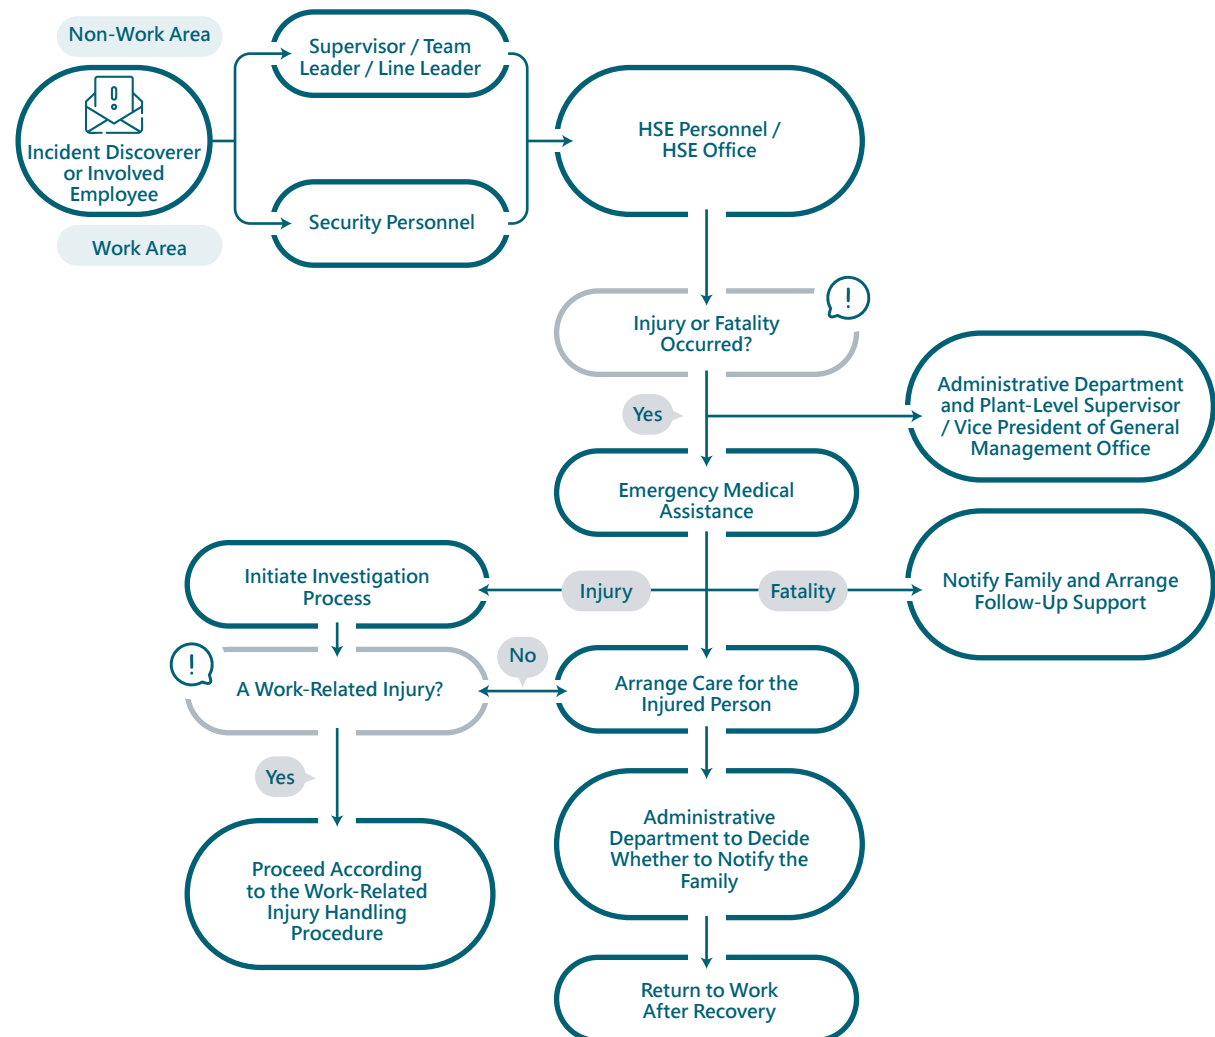 Non-Work Area
Incident Discoverer
or Involved
Employee
Work Area
Supervisor / Team
Leader / Line Leader
Security Personnel
HSE Personnel /
HSE Office
Injury or Fatality
Occurred?
Yes
Administrative Department
and Plant-Level Supervisor
/ Vice President of General
Management Office
Emergency Medical
Assistance
Injury
Fatality
Initiate Investigation
Process
Notify Family and Arrange
Follow-Up Support
A Work-Related Injury?
No
Arrange Care for the
Injured Person
Yes
Proceed According
to the Work-Related
Injury Handling
Procedure
Administrative
Department to Decide
Whether to Notify the
Family
Return to Work
After Recovery